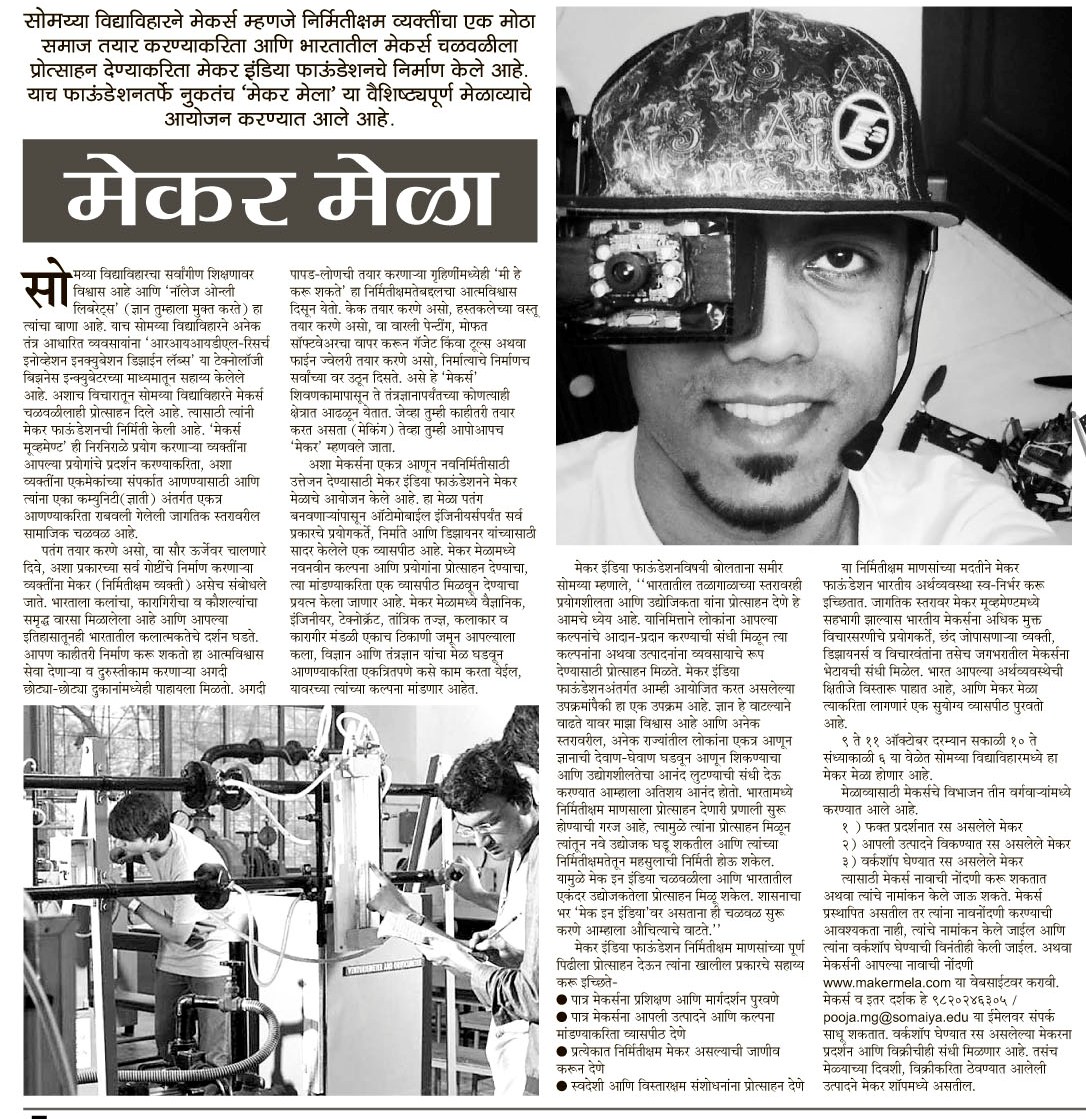 सोमय्या विद्याविहारने मेकर्स म्हणजे निर्मितीक्षम व्यक्तींचा एक मोठा
समाज तयार करण्याकरिता आणि भारतातील मेकर्स चळवळीला
प्रोत्साहन देण्याकरिता मेकर इंडिया फाऊंडेशनचे निर्माण केले आहे.
याच फाऊंडेशनतर्फे नुकतंच ‘मेकर मेला’ या वैशिष्ट्यपूर्ण मेळाव्याचे
आयोजन करण्यात आले आहे.
मेकर मेळा
सोमय्या विद्याविहारचा सर्वांगीण शिक्षणावर
विश्वास आहे आणि ‘नॉलेज ओन्ली
लिबरेट्स’ (ज्ञान तुम्हाला मुक्त करते) हा
त्यांचा बाणा आहे. याच सोमय्या विद्याविहारने अनेक
तंत्र आधारित व्यवसायांना ‘आरआयआयडीएल-रिसर्च
इनोव्हेशन इनक्युबेशन डिझाईन लॅब्स’ या टेक्नोलॉजी
बिझनेस इन्क्युबेटरच्या माध्यमातून सहाय्य केलेले
आहे. अशाच विचारातून सोमय्या विद्याविहारने मेकर्स
चळवळीलाही प्रोत्साहन दिले आहे. त्यासाठी त्यांनी
मेकर फाऊंडेशनची निर्मिती केली आहे. ‘मेकर्स
मूव्हमेण्ट’ ही निरनिराळे प्रयोग करणाऱ्या व्यक्तींना
आपल्या प्रयोगांचे प्रदर्शन करण्याकरिता, अशा
व्यक्तींना एकमेकांच्या संपर्कात आणण्यासाठी आणि
त्यांना एका कम्युनिटी(ज्ञाती) अंतर्गत एकत्र
आणण्याकरिता राबवली गेलेली जागतिक स्तरावरील
सामाजिक चळवळ आहे.
पतंग तयार करणे असो, वा सौर ऊर्जेवर चालणारे
दिवे, अशा प्रकारच्या सर्व गोष्टींचे निर्माण करणाऱ्या
व्यक्तींना मेकर (निर्मितीक्षम व्यक्ती) असेच संबोधले
जाते. भारताला कलांचा, कारागिरीचा व कौशल्यांचा
समृद्ध वारसा मिळालेला आहे आणि आपल्या
इतिहासातूनही भारतातील कलात्मकतेचे दर्शन घडते.
आपण काहीतरी निर्माण करू शकतो हा आत्मविश्वास
सेवा देणाऱ्या व दुरुस्तीकाम करणाऱ्या अगदी
छोट्या-छोट्या दुकानांमध्येही पाहायला मिळतो. अगदी
पापड-लोणची तयार करणाऱ्या गृहिणींमध्येही ‘मी हे
करू शकते’ हा निर्मितीक्षमतेबद्दलचा आत्मविश्वास
दिसून येतो. केक तयार करणे असो, हस्तकलेच्या वस्तू
तयार करणे असो, वा वारली पेन्टींग, मोफत
सॉफ्टवेअरचा वापर करून गॅजेट किंवा टूल्स अथवा
फाईन ज्वेलरी तयार करणे असो, निर्मात्याचे निर्माणच
सर्वांच्या वर उठून दिसते. असे हे ‘मेकर्स’
शिवणकामापासून ते तंत्रज्ञानापर्यंतच्या कोणत्याही
क्षेत्रात आढळून येतात. जेव्हा तुम्ही काहीतरी तयार
करत असता (मेकिंग) तेव्हा तुम्ही आपोआपच
‘मेकर’ म्हणवले जाता.
अशा मेकर्सना एकत्र आणून नवनिर्मितीसाठी
उत्तेजन देण्यासाठी मेकर इंडिया फाऊंडेशनने मेकर
मेळाचे आयोजन केले आहे. हा मेळा पतंग
बनवणाऱ्यांपासून ऑटोमोबाईल इंजिनीयर्सपर्यंत सर्व
प्रकारचे प्रयोगकर्ते, निर्माते आणि डिझायनर यांच्यासाठी
सादर केलेले एक व्यासपीठ आहे. मेकर मेळामध्ये
नवनवीन कल्पना आणि प्रयोगांना प्रोत्साहन देण्याचा,
त्या मांडण्याकरिता एक व्यासपीठ मिळवून देण्याचा
प्रयत्न केला जाणार आहे. मेकर मेळामध्ये वैज्ञानिक,
इंजिनीयर, टेक्नोक्रॅट, तांत्रिक तज्ज्ञ, कलाकार व
कारागीर मंडळी एकाच ठिकाणी जमून आपल्याला
कला, विज्ञान आणि तंत्रज्ञान यांचा मेळ घडवून
आणण्याकरिता एकत्रितपणे कसे काम करता येईल,
यावरच्या त्यांच्या कल्पना मांडणार आहेत.
मेकर इंडिया फाऊंडेशनविषयी बोलताना समीर
सोमय्या म्हणाले, ‘‘भारतातील तळागाळाच्या स्तरावरही
प्रयोगशीलता आणि उद्योजिकता यांना प्रोत्साहन देणे हे
आमचे ध्येय आहे. यानिमित्ताने लोकांना आपल्या
कल्पनांचे आदान-प्रदान करण्याची संधी मिळून त्या
कल्पनांना अथवा उत्पादनांना व्यवसायाचे रूप
देण्यासाठी प्रोत्साहन मिळते. मेकर इंडिया
फाऊंडेशनअंतर्गत आम्ही आयोजित करत असलेल्या
उपक्रमांपैकी हा एक उपक्रम आहे. ज्ञान हे वाटल्याने
वाढते यावर माझा विश्वास आहे आणि अनेक
स्तरावरील, अनेक राज्यांतील लोकांना एकत्र आणून
ज्ञानाची देवाण-घेवाण घडवून आणून शिकण्याचा
आणि उद्योगशीलतेचा आनंद लुटण्याची संधी देऊ
करण्यात आम्हाला अतिशय आनंद होतो. भारतामध्ये
निर्मितीक्षम माणसाला प्रोत्साहन देणारी प्रणाली सुरू
होण्याची गरज आहे, त्यामुळे त्यांना प्रोत्साहन मिळून
त्यांतून नवे उद्योजक घडू शकतील आणि त्यांच्या
निर्मितीक्षमतेतून महसुलाची निर्मिती होऊ शकेल.
यामुळे मेक इन इंडिया चळवळीला आणि भारतातील
एकंदर उद्योजकतेला प्रोत्साहन मिळू शकेल. शासनाचा
भर ‘मेक इन इंडिया’वर असताना ही चळवळ सुरू
करणे आम्हाला औचित्याचे वाटते.’’
मेकर इंडिया फाऊंडेशन निर्मितीक्षम माणसांच्या पूर्ण
पिढीला प्रोत्साहन देऊन त्यांना खालील प्रकारचे सहाय्य
करू इच्छिते-
● पात्र मेकर्सना प्रशिक्षण आणि मार्गदर्शन पुरवणे
● पात्र मेकर्सना आपली उत्पादने आणि कल्पना
मांडण्याकरिता व्यासपीठ देणे
● प्रत्येकात निर्मितीक्षम मेकर असल्याची जाणीव
करून देणे
● स्वदेशी आणि विस्तारक्षम संशोधनांना प्रोत्साहन देणे
या निर्मितीक्षम माणसांच्या मदतीने मेकर
फाऊंडेशन भारतीय अर्थव्यवस्था स्व-निर्भर करू
इच्छितात. जागतिक स्तरावर मेकर मूव्हमेण्टमध्ये
सहभागी झाल्यास भारतीय मेकर्सना अधिक मुक्त
विचारसरणीचे प्रयोगकर्ते, छंद जोपासणाऱ्या व्यक्ती,
डिझायनर्स व विचारवंतांना तसेच जगभरातील मेकर्सना
भेटायची संधी मिळेल. भारत आपल्या अर्थव्यवस्थेची
क्षितीजे विस्तारू पाहात आहे, आणि मेकर मेळा
त्याकरिता लागणारं एक सुयोग्य व्यासपीठ पुरवतो
आहे.
९ ते ११ ऑक्टोबर दरम्यान सकाळी १० ते
संध्याकाळी ६ या वेळेत सोमय्या विद्याविहारमध्ये हा
मेकर मेळा होणार आहे.
मेळाव्यासाठी मेकर्सचे विभाजन तीन वर्गवाऱ्यांमध्ये
करण्यात आले आहे.
१ ) फक्त प्रदर्शनात रस असलेले मेकर
२) आपली उत्पादने विकण्यात रस असलेले मेकर
३) वर्कशॉप घेण्यात रस असलेले मेकर
त्यासाठी मेकर्स नावाची नोंदणी करू शकतात
अथवा त्यांचे नामांकन केले जाऊ शकते. मेकर्स
प्रस्थापित असतील तर त्यांना नावनोंदणी करण्याची
आवश्यकता नाही, त्यांचे नामांकन केले जाईल आणि
त्यांना वर्कशॉप घेण्याची विनंतीही केली जाईल. अथवा
मेकर्सनी आपल्या नावाची नोंदणी
www.makermela.com या वेबसाईटवर करावी.
मेकर्स व इतर दर्शक हे ९८२०२४६३०५ /
pooja.mg@somaiya.edu या ईमेलवर संपर्क
साधू शकतात. वर्कशॉप घेण्यात रस असलेल्या मेकरना
प्रदर्शन आणि विक्रीचीही संधी मिळणार आहे. तसंच
मेळ्याच्या दिवशी, विक्रीकरिता ठेवण्यात आलेली
उत्पादने मेकर शॉपमध्ये असतील.